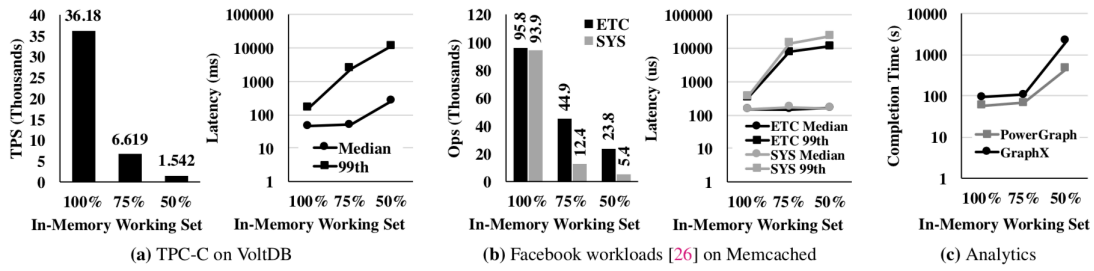 TPS (Thousands)
40
35
30
25
20
15
10
5
0
36.18
6.619
1.542
100% 75% 50%
In-Memory Working Set
Latency (ms)
100000
10000
1000
100
10
1
Median
99th
100% 75% 50%
In-Memory Working Set
(a) TPC-C on VoltDB
Ops (Thousands)
120
100
80
60
40
20
0
ETC
SYS
95.8
93.9
44.9
12.4
23.8
5.4
100% 75% 50%
In-Memory Working Set
Latency (us)
100000
10000
1000
100
10
1
ETC Median
ETC 99th
SYS Median
SYS 99th
100% 75% 50%
In-Memory Working Set
(b) Facebook workloads [26] on Memcached
Completion Time (s)
10000
1000
100
10
1
PowerGraph
GraphX
100% 75% 50%
In-Memory Working Set
(c) Analytics